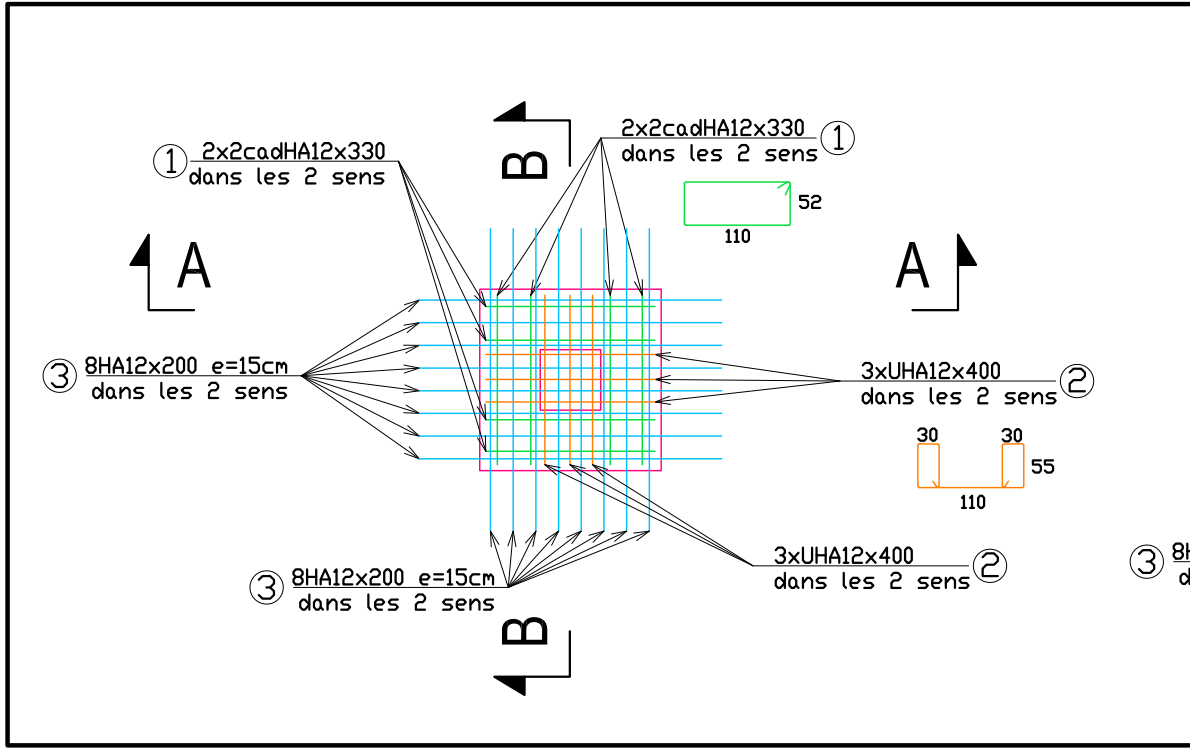 2x2cadHA12x330
dans les 2 sens
1
B
2x2cadHA12x330
dans les 2 sens
1
52
110
A
A
8HA12x200 e=15cm
dans les 2 sens
3
3xUHA12x400
dans les 2 sens
2
30
30
55
110
3xUHA12x400
dans les 2 sens
2
8HA12x200 e=15cm
dans les 2 sens
3
B
3